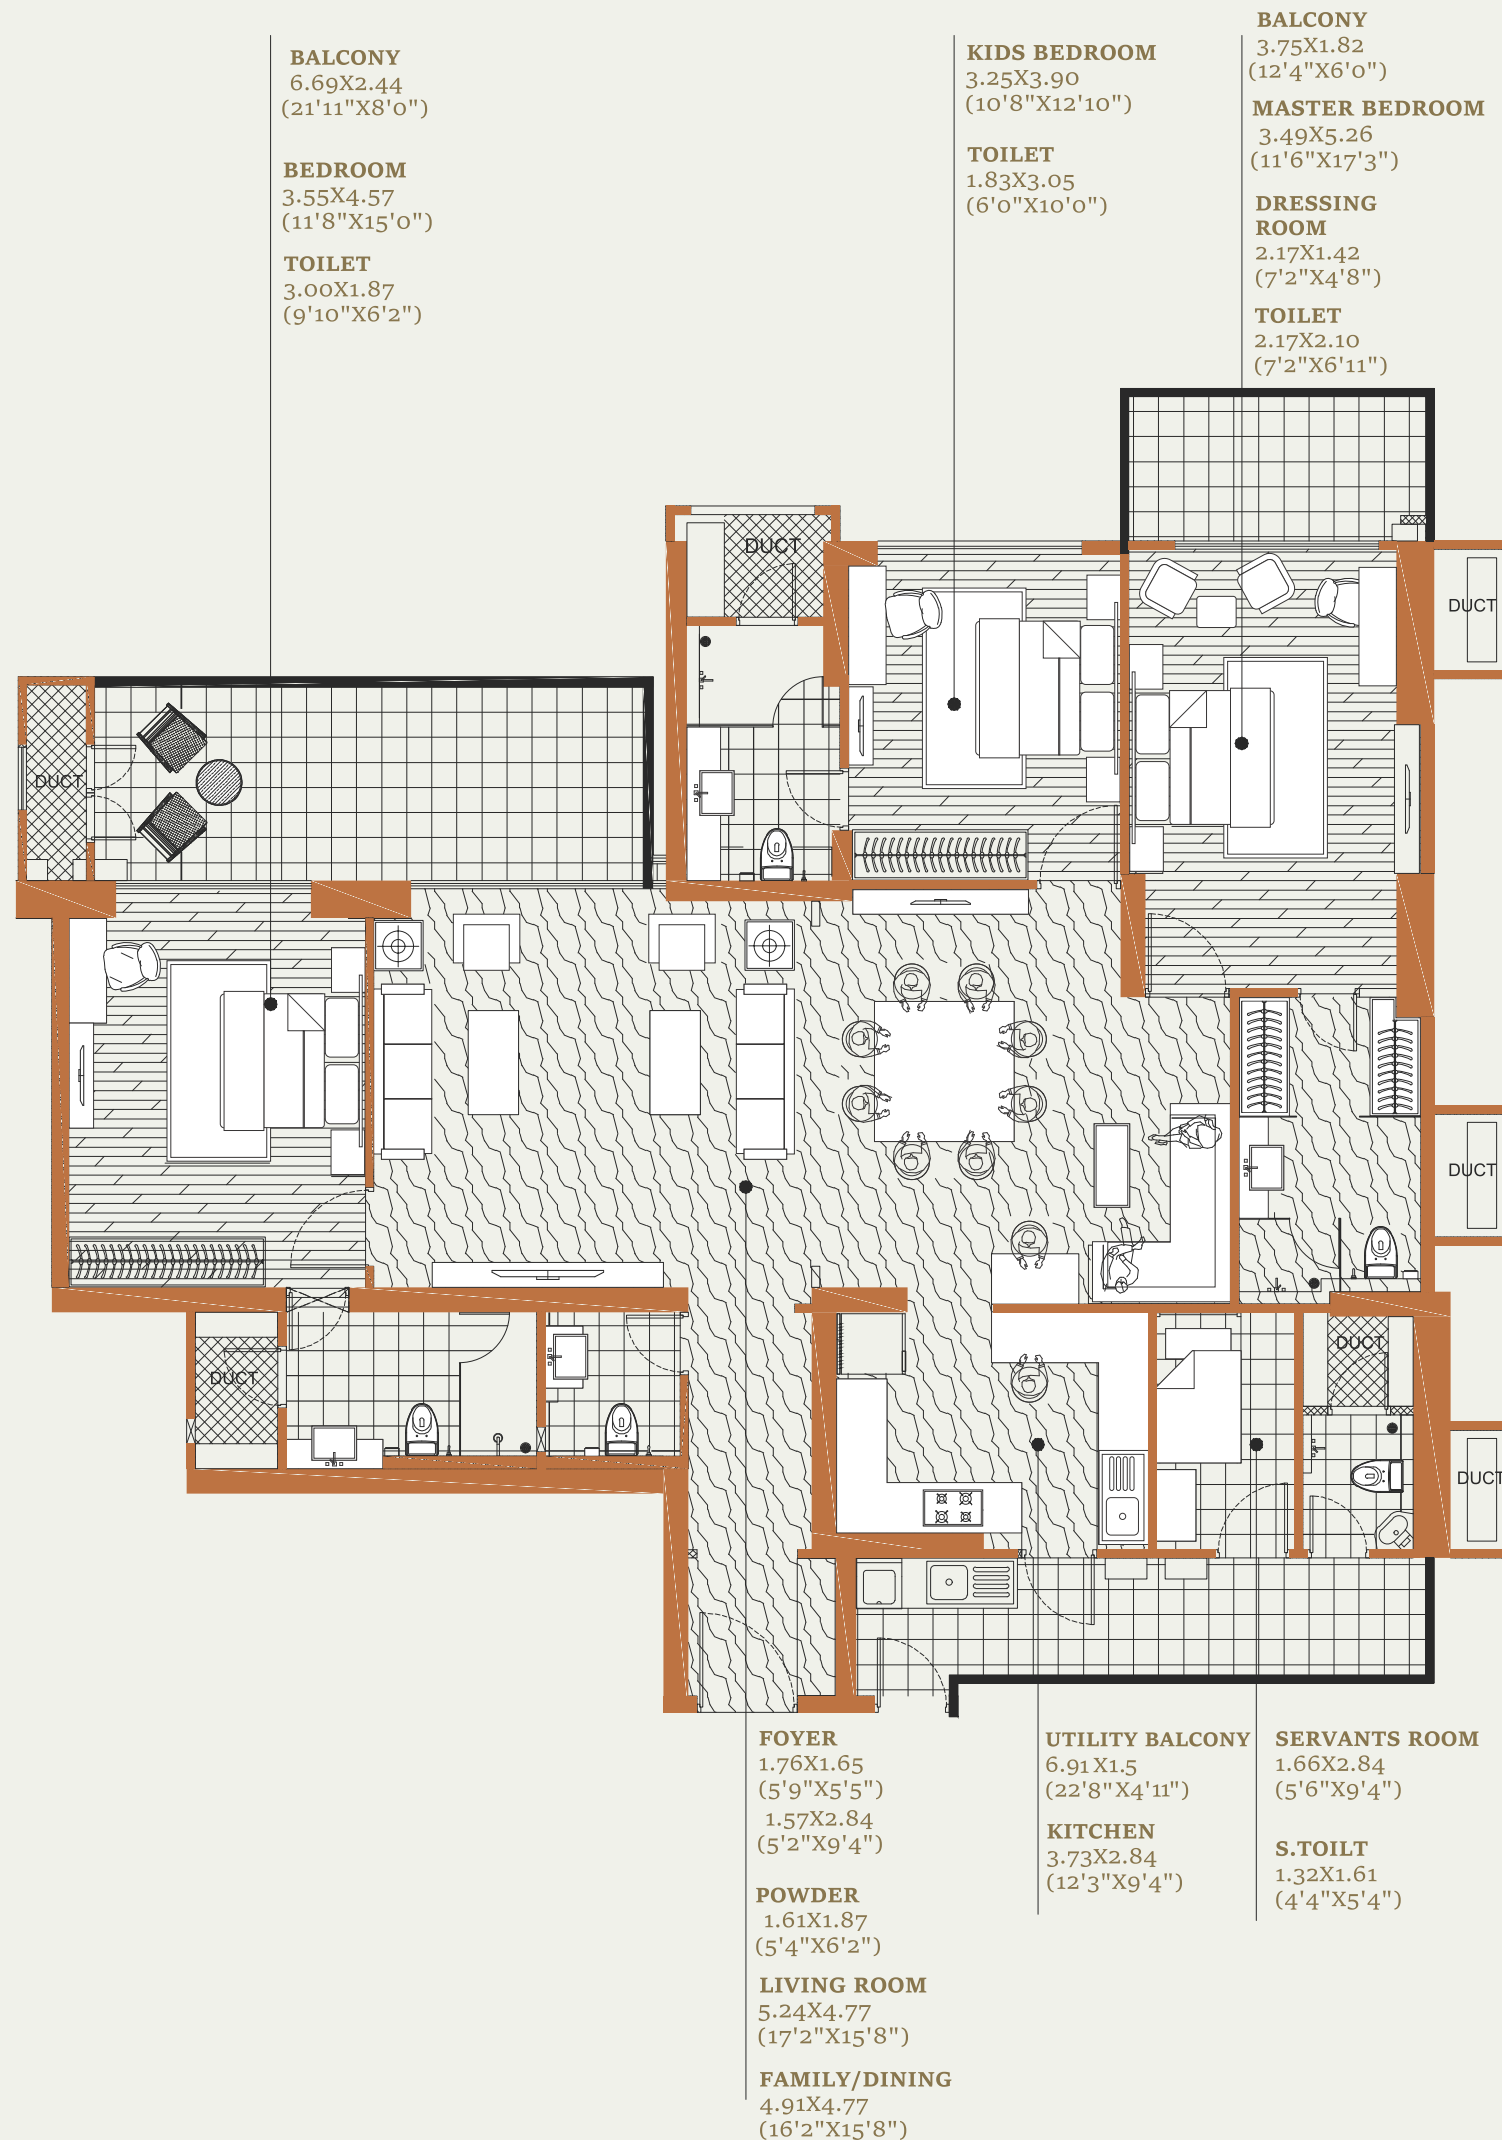 BALCONY
6.69X2.44
(21'11"X8'0")
BEDROOM
3.55X4.57
(11'8"X15'0")
TOILET
3.00X1.87
(9'10"X6'2")
KIDS BEDROOM
3.25X3.90
(10'8"X12'10")
TOILET
1.83X3.05
(6'0"X10'0")
BALCONY
3.75X1.82
(12'4"X6'0")
MASTER BEDROOM
3.49X5.26
(11'6"X17'3")
DRESSING
ROOM
2.17X1.42
(7'2"X4'8")
TOILET
2.17X2.10
(7'2"X6'11")
DUCT
DUCT
DUCT
DUCT
DUCT
DUCT
DUCT
FOYER
1.76X1.65
(5'9"X5'5")
1.57X2.84
(5'2"X9'4")
POWDER
1.61X1.87
(5'4"X6'2")
LIVING ROOM
5.24X4.77
(17'2"X15'8")
FAMILY/DINING
4.91X4.77
(16'2"X15'8")
UTILITY BALCONY
6.91X1.5
(22'8"X4'11")
KITCHEN
3.73X2.84
(12'3"X9'4")
SERVANTS ROOM
1.66X2.84
(5'6"X9'4")
S.TOILT
1.32X1.61
(4'4"X5'4")